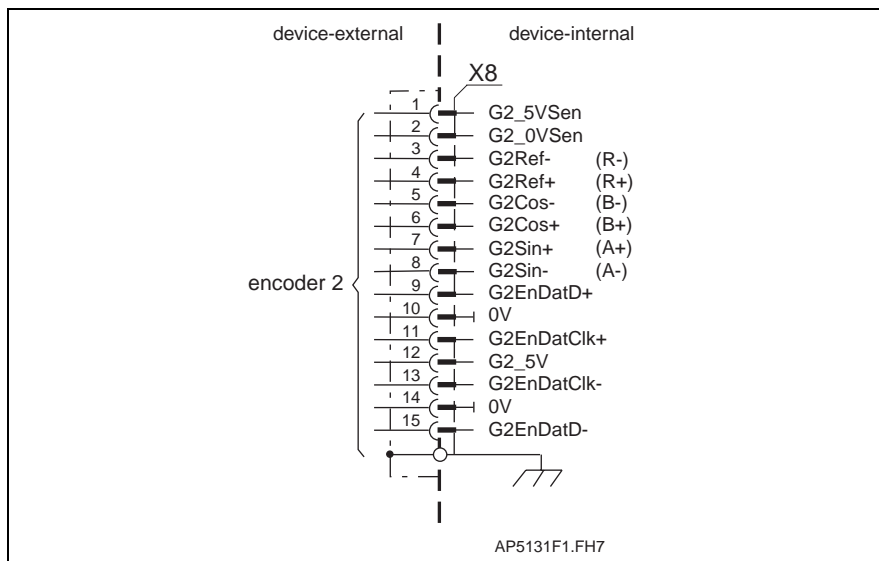 device-external device-internal
X8
1 G2_5VSen
2 G2_0VSen
3 G2Ref- (R-)
4 G2Ref+ (R+)
5 G2Cos- (B-)
6 G2Cos+ (B+)
7 G2Sin+ (A+)
8 G2Sin- (A-)
encoder 2
9 G2EnDatD+
10 0V
11 G2EnDatClk+
12 G2_5V
13 G2EnDatClk-
14 0V
15 G2EnDatD-
AP5131F1.FH7